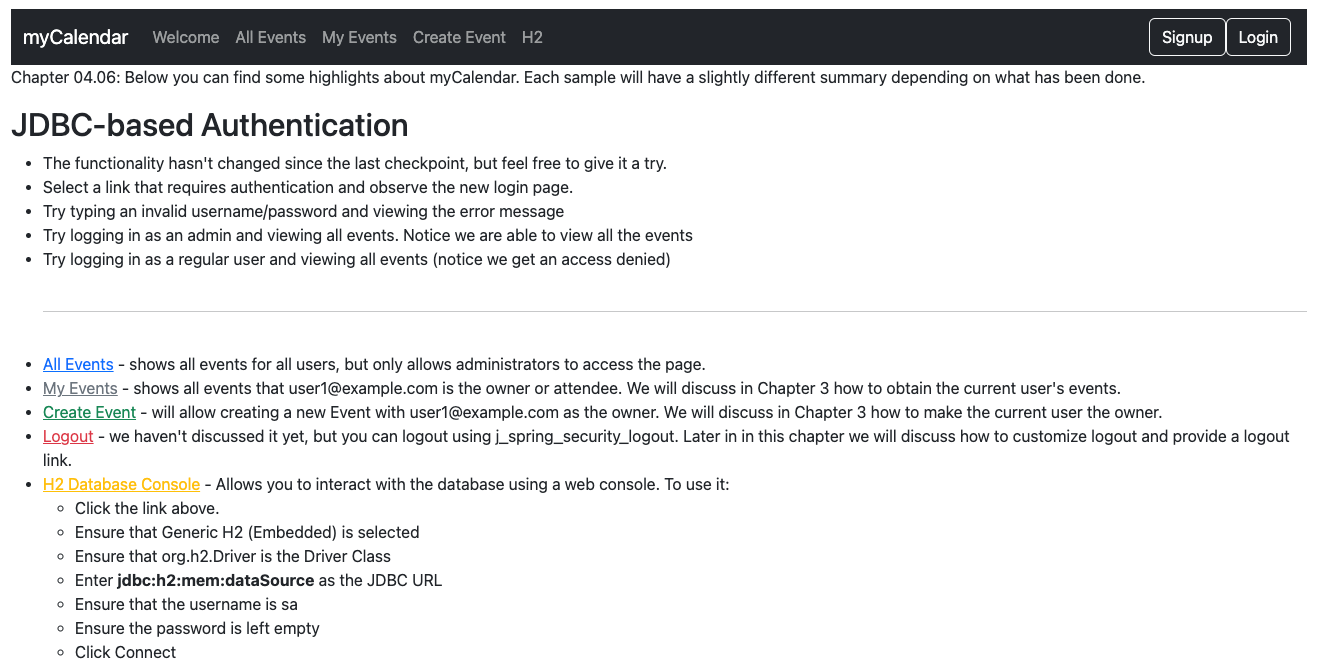 myCalendar Welcome All Events My Events Create Event H2 Signup Login
Chapter 04.06: Below you can find some highlights about myCalendar. Each sample will have a slightly different summary depending on what has been done.
JDBC-based Authentication
The functionality hasn't changed since the last checkpoint, but feel free to give it a try.
Select a link that requires authentication and observe the new login page.
Try typing an invalid username/password and viewing the error message
Try logging in as an admin and viewing all events. Notice we are able to view all the events
Try logging in as a regular user and viewing all events (notice we get an access denied)
All Events - shows all events for all users, but only allows administrators to access the page.
My Events - shows all events that user1@example.com is the owner or attendee. We will discuss in Chapter 3 how to obtain the current user's events.
Create Event - will allow creating a new Event with user1@example.com as the owner. We will discuss in Chapter 3 how to make the current user the owner.
Logout - we haven't discussed it yet, but you can logout using j_spring_security_logout. Later in in this chapter we will discuss how to customize logout and provide a logout
link.
H2 Database Console - Allows you to interact with the database using a web console. To use it:
Click the link above.
Ensure that Generic H2 (Embedded) is selected
Ensure that org.h2.Driver is the Driver Class
Enter jdbc:h2:mem:dataSource as the JDBC URL
Ensure that the username is sa
Ensure the password is left empty
Click Connect